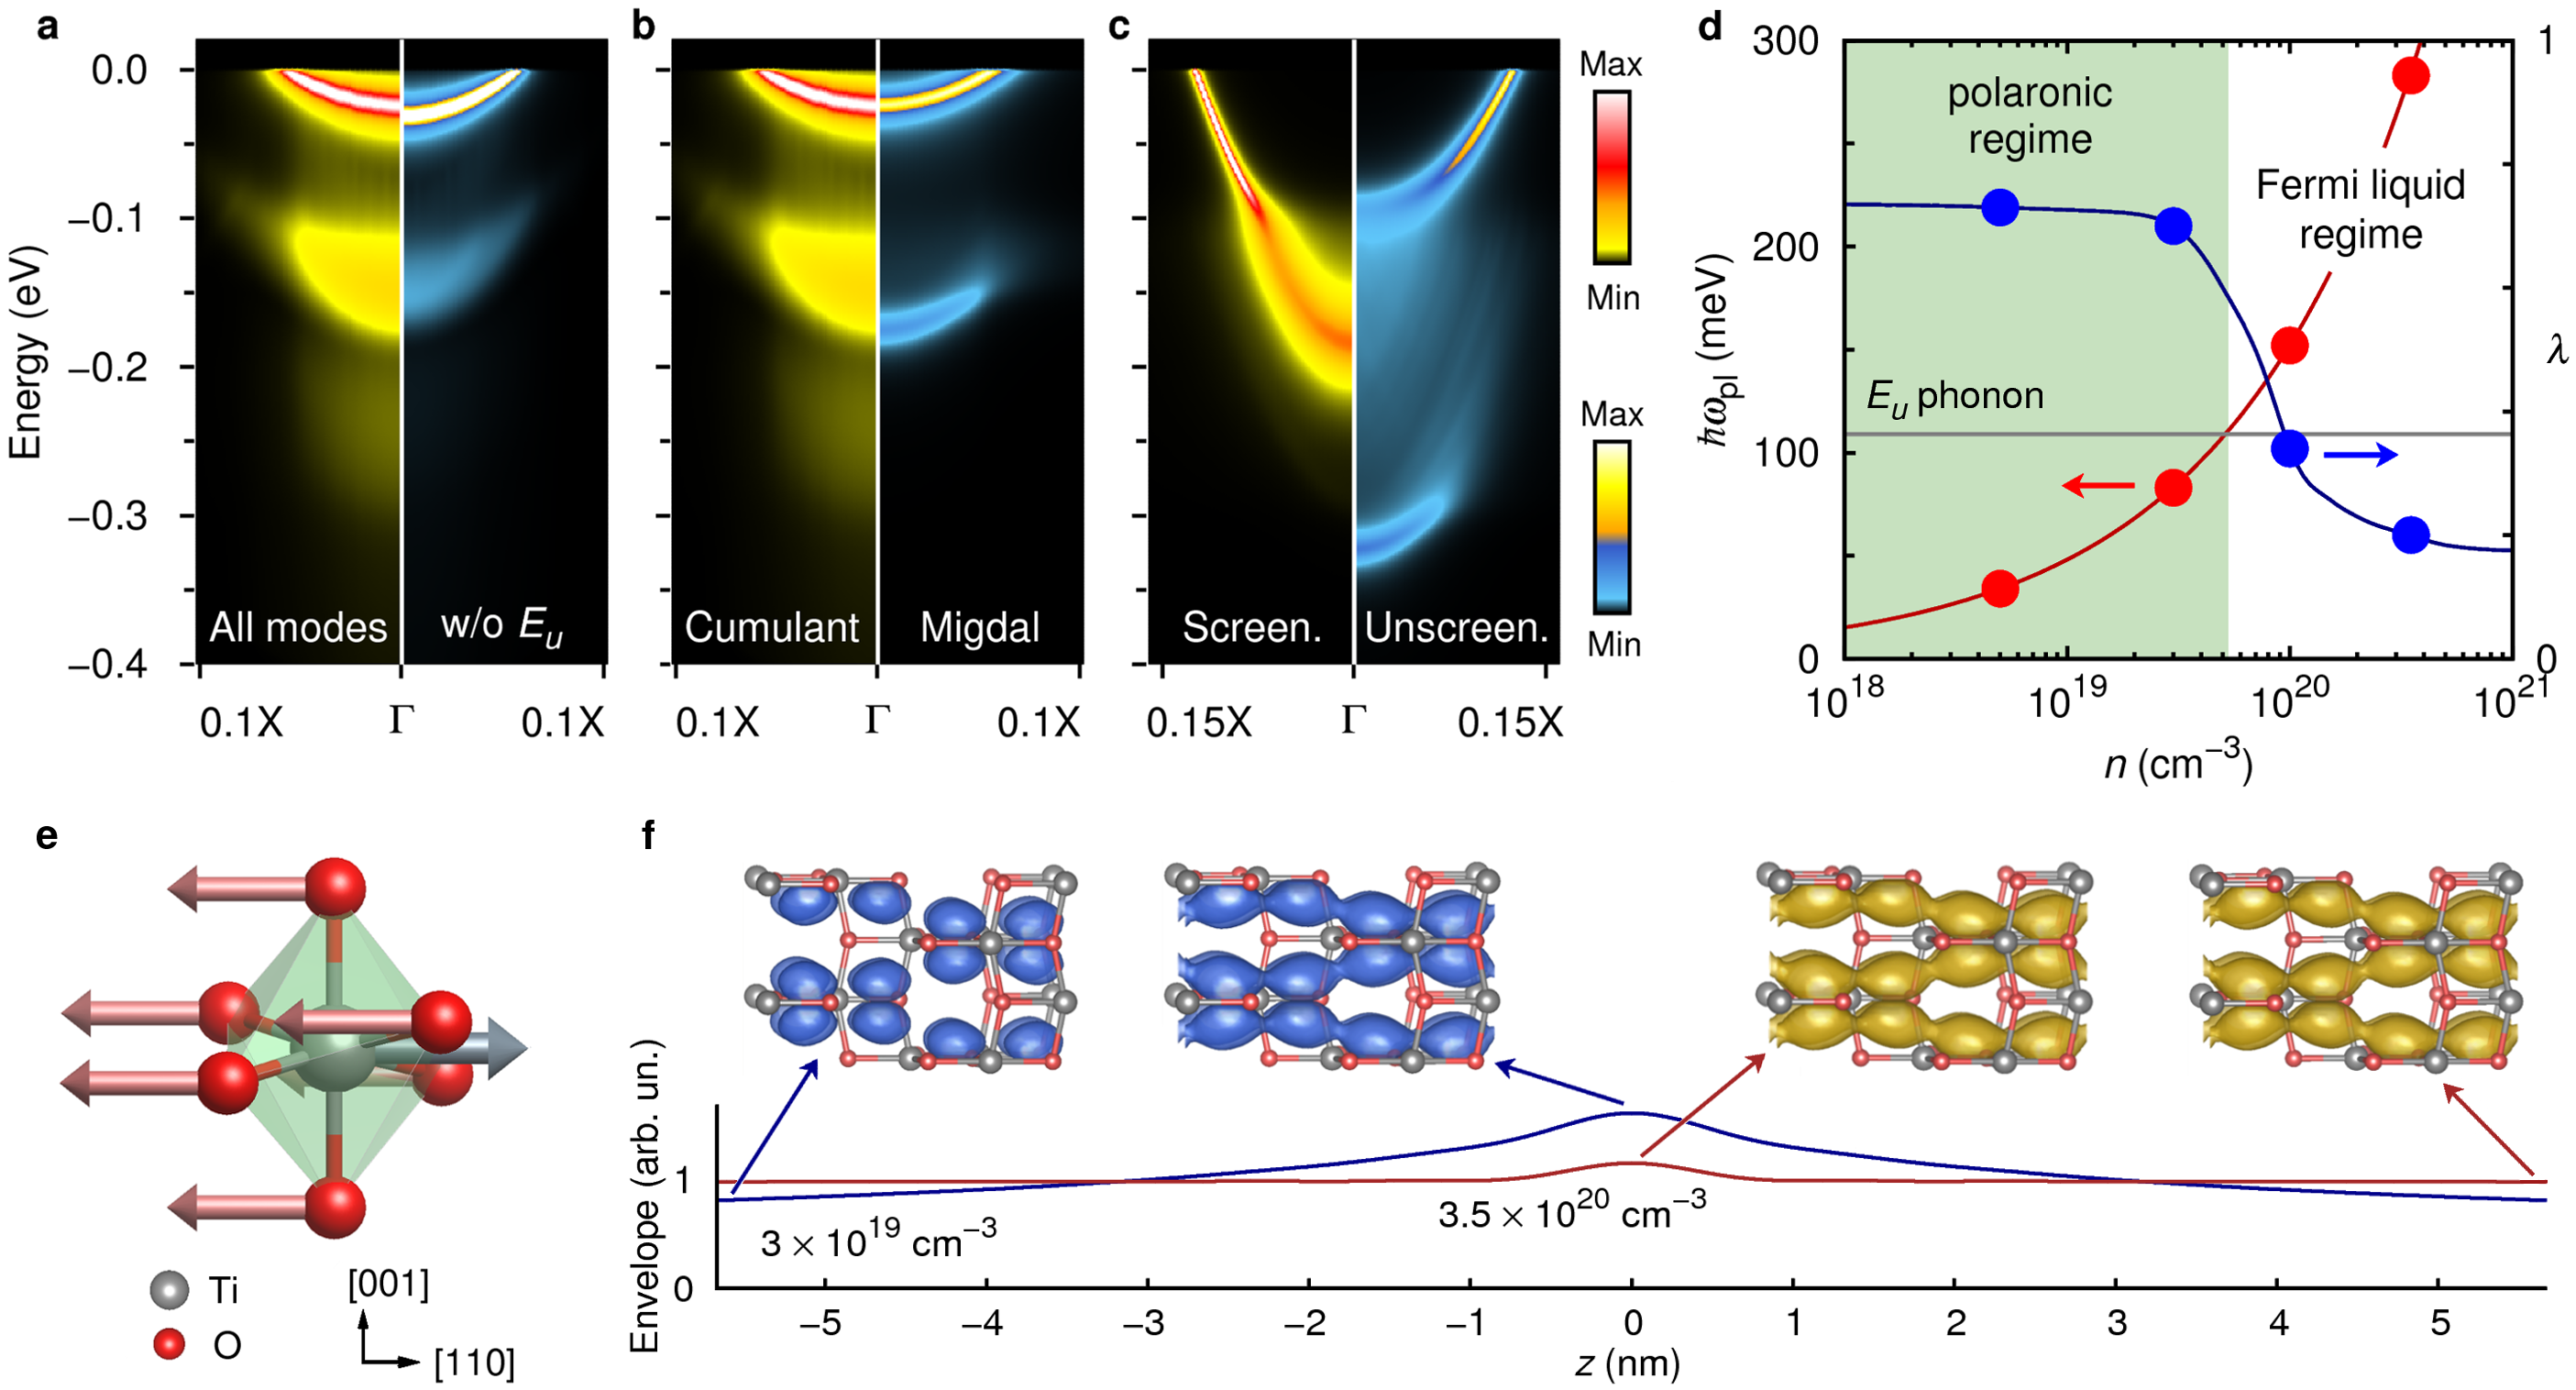 a
b
c
d
0.0
−0.1
−0.2
−0.3
−0.4
Energy (eV)
All modes
w/o Eu
0.1X
Γ
0.1X
Cumulant
Migdal
0.1X
Γ
0.1X
Screen.
Unscreen.
0.15X
Γ
0.15X
Max
Min
Max
Min
300
200
100
0
ħωpl (meV)
polaronic
regime
Fermi liquid
regime
Eu phonon
1
λ
0
10^18
10^19
10^20
10^21
n (cm^−3)
e
Ti
O
[001]
[110]
f
Envelope (arb. un.)
1
0
3 × 10^19 cm^−3
3.5 × 10^20 cm^−3
−5
−4
−3
−2
−1
0
1
2
3
4
5
z (nm)